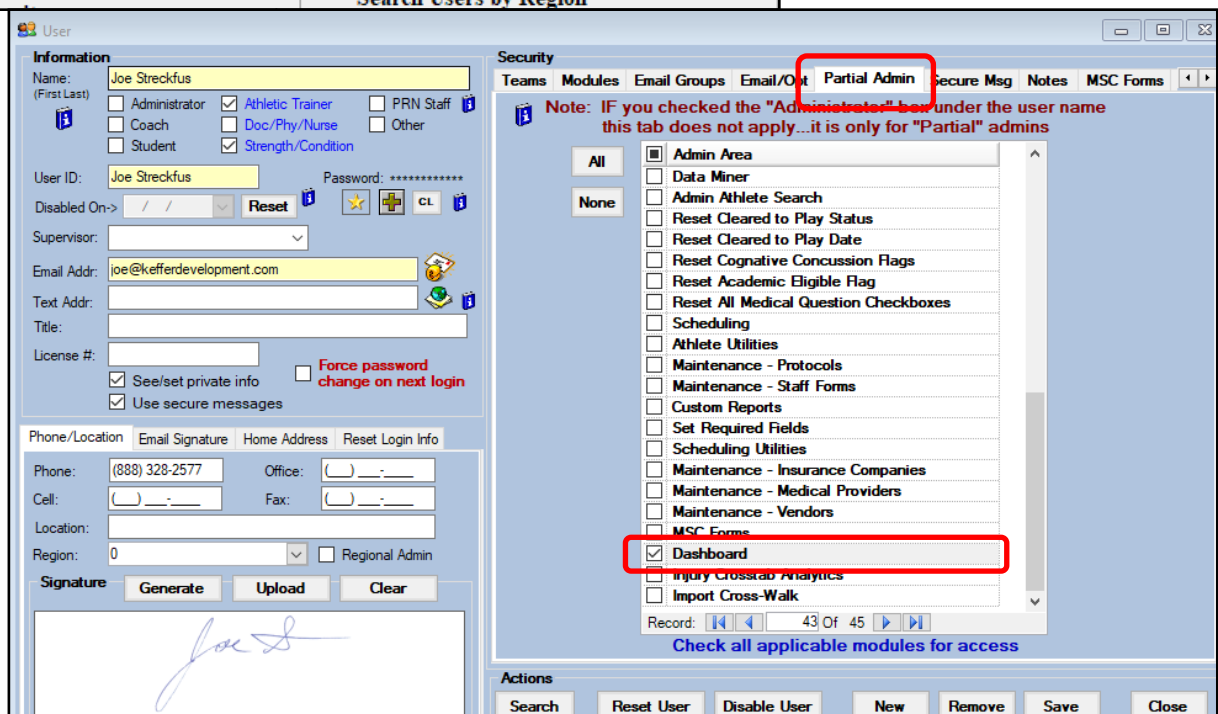 Search Users by Region
User
Information
Name:
(First Last)
Joe Streckfus
Administrator
Athletic Trainer
PRN Staff
Coach
Doc/Phy/Nurse
Other
Student
Strength/Condition
User ID:
Joe Streckfus
Password: ************
Disabled On->
/ /
Reset
CL
Supervisor:
Email Addr:
joe@kefferdevelopment.com
Text Addr:
Title:
License #:
See/set private info
Use secure messages
Force password
change on next login
Phone/Location
Email Signature
Home Address
Reset Login Info
Phone:
(888) 328-2577
Office:
(__) ___-____
Cell:
(__) ___-____
Fax:
(__) ___-____
Location:
Region:
0
Regional Admin
Signature
Generate
Upload
Clear
Joe S
Security
Teams
Modules
Email Groups
Email/Opt
Partial Admin
Secure Msg
Notes
MSC Forms
Note: IF you checked the "Administrator" box under the user name
this tab does not apply...it is only for "Partial" admins
All
None
Admin Area
Data Miner
Admin Athlete Search
Reset Cleared to Play Status
Reset Cleared to Play Date
Reset Cognative Concussion Flags
Reset Academic Eligible Flag
Reset All Medical Question Checkboxes
Scheduling
Athlete Utilities
Maintenance - Protocols
Maintenance - Staff Forms
Custom Reports
Set Required Fields
Scheduling Utilities
Maintenance - Insurance Companies
Maintenance - Medical Providers
Maintenance - Vendors
MSC Forms
Dashboard
Injury Crosstab Analytics
Import Cross-Walk
Record:
43 Of 45
Check all applicable modules for access
Actions
Search
Reset User
Disable User
New
Remove
Save
Close